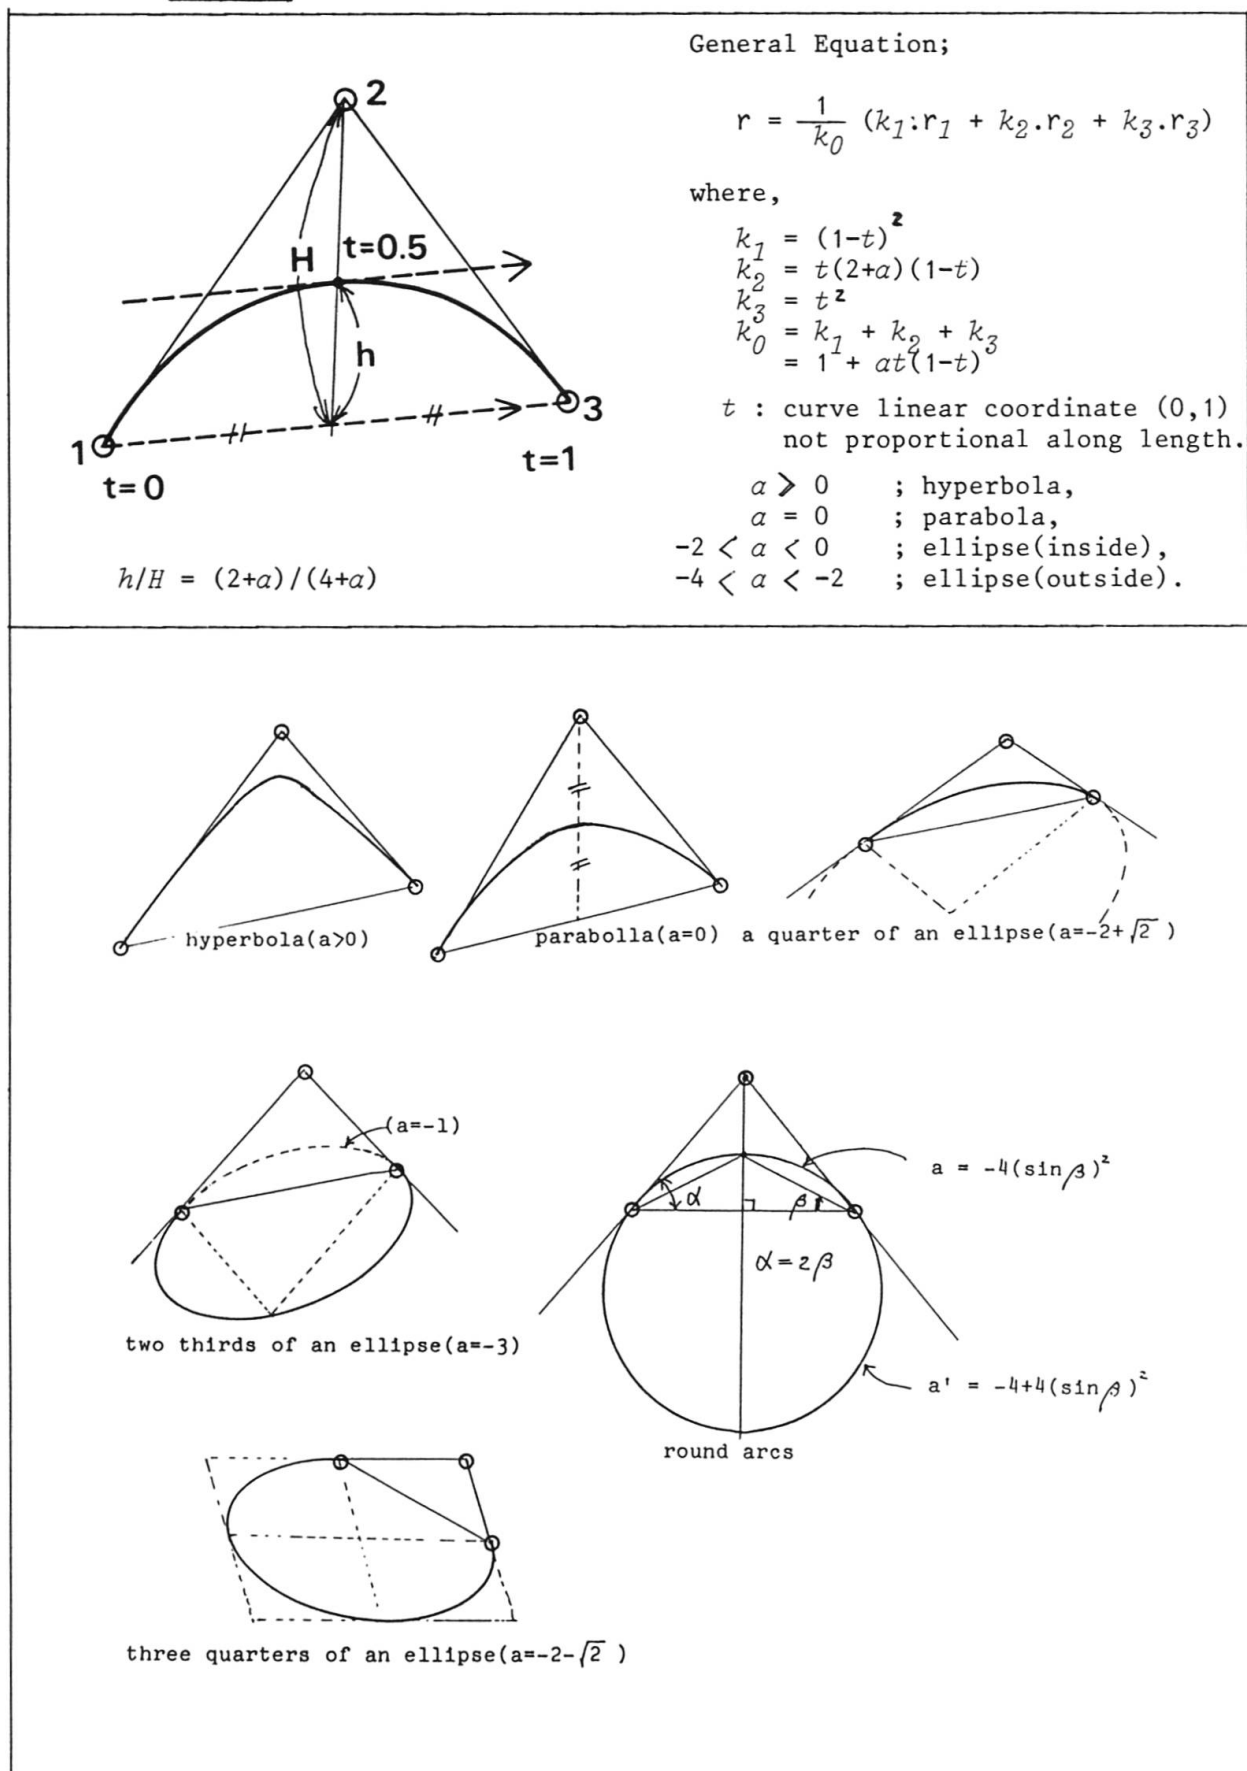 2
H
t=0.5
h
1
t=0
3
t=1
h/H = (2+a)/(4+a)
General Equation;
r = 1/k0 (k1.r1 + k2.r2 + k3.r3)
where,
k1 = (1-t)²
k2 = t(2+a)(1-t)
k3 = t²
k0 = k1 + k2 + k3
= 1 + at(1-t)
t : curve linear coordinate (0,1)
not proportional along length.
a > 0 ; hyperbola,
a = 0 ; parabola,
-2 < a < 0 ; ellipse(inside),
-4 < a < -2 ; ellipse(outside).
hyperbola(a>0)
parabolla(a=0)
a quarter of an ellipse(a=-2+√2 )
(a=-1)
two thirds of an ellipse(a=-3)
a = -4(sinβ)²
α
β
α=2β
a' = -4+4(sinβ)²
round arcs
three quarters of an ellipse(a=-2-√2 )